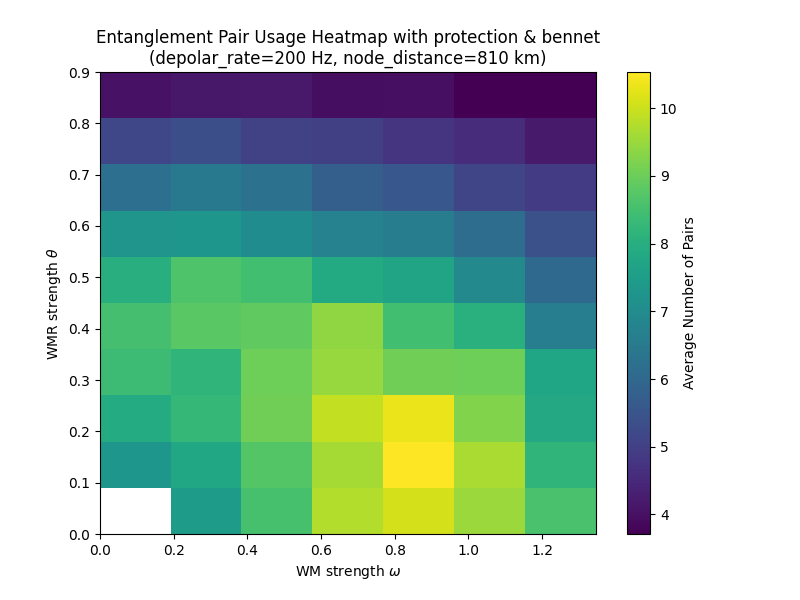 Entanglement Pair Usage Heatmap with protection & bennet
(depolar_rate=200 Hz, node_distance=810 km)
0.9
0.8
0.7
0.6
0.5
0.4
0.3
0.2
0.1
0.0
WMR strength θ
0.0 0.2 0.4 0.6 0.8 1.0 1.2
WM strength ω
10
9
8
7
6
5
4
Average Number of Pairs